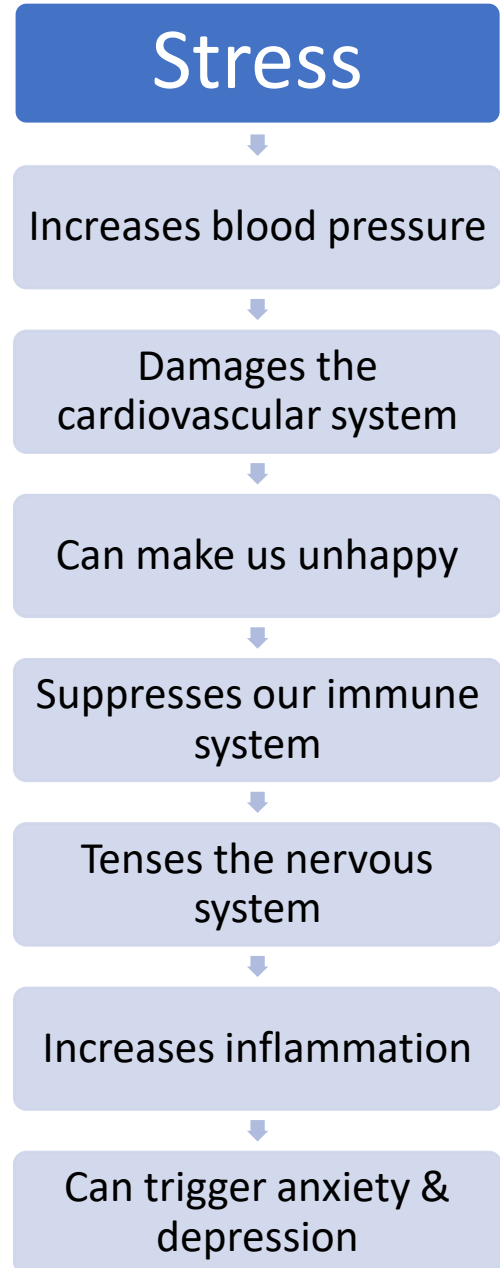 Stress
Increases blood pressure
Damages the
cardiovascular system
Can make us unhappy
Suppresses our immune
system
Tenses the nervous
system
Increases inflammation
Can trigger anxiety &
depression